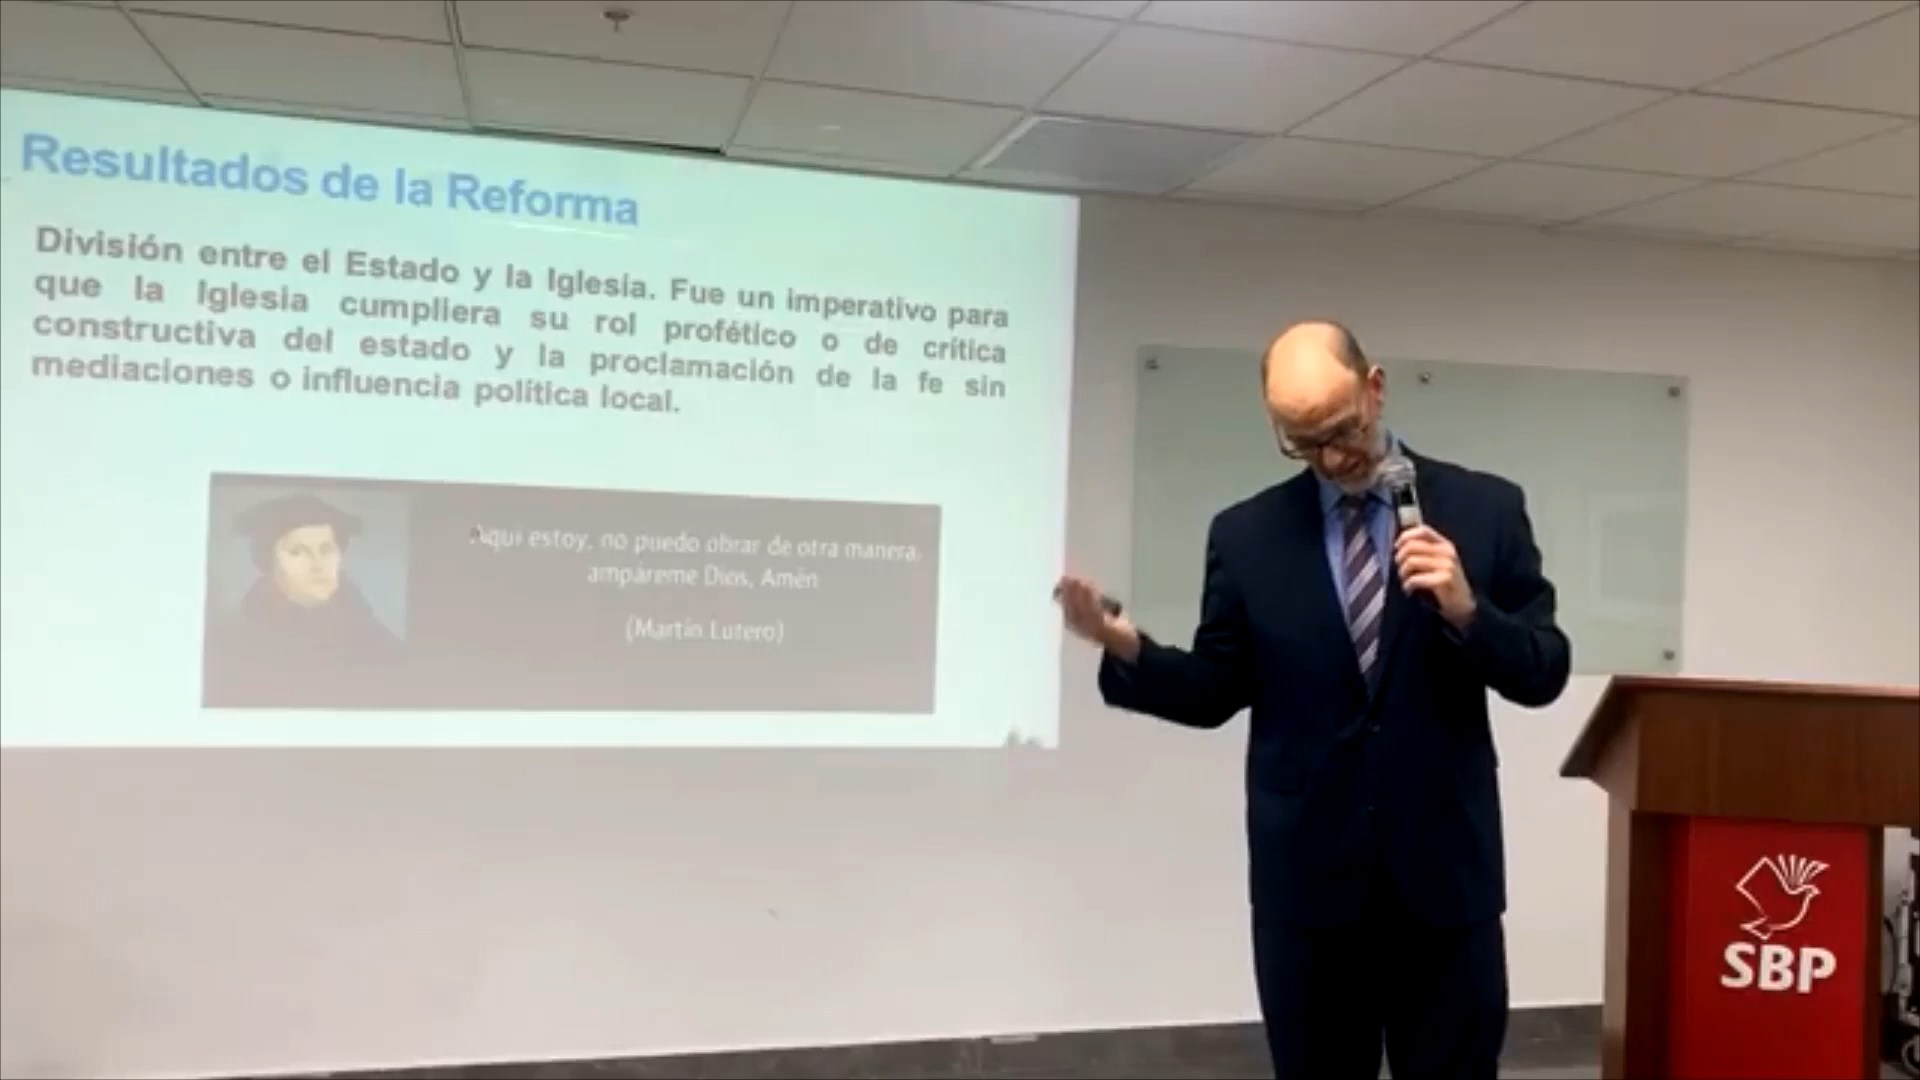 Resultados de la Reforma
División entre el Estado y la Iglesia. Fue un imperativo para
que la Iglesia cumpliera su rol profético o de crítica
constructiva del estado y la proclamación de la fe sin
mediaciones o influencia política local.
Aquí estoy, no puedo obrar de otra manera,
ampáreme Dios, Amén
(Martín Lutero)
SBP